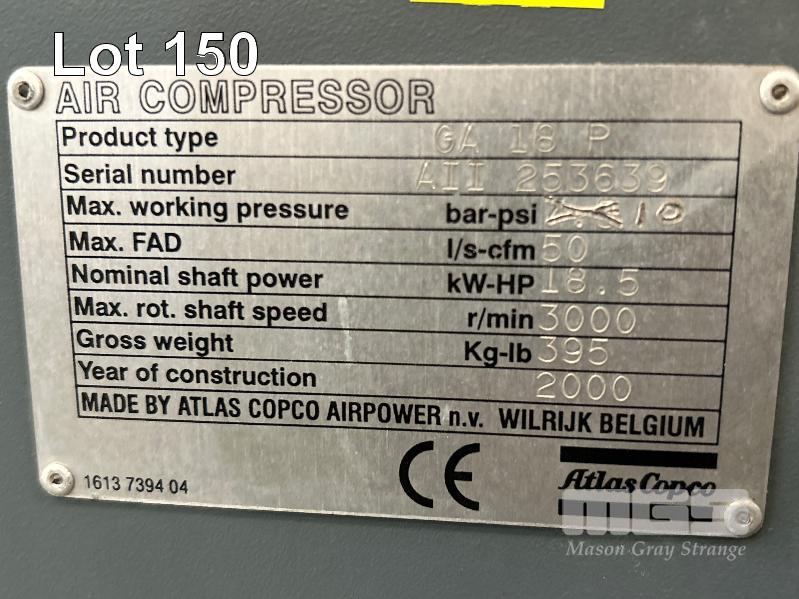 Lot 150
AIR COMPRESSOR
Product type GA 18 P
Serial number AII 253639
Max. working pressure bar-psi 10
Max. FAD l/s-cfm 50
Nominal shaft power kW-HP 18.5
Max. rot. shaft speed r/min 3000
Gross weight Kg-lb 395
Year of construction 2000
MADE BY ATLAS COPCO AIRPOWER n.v. WILRIJK BELGIUM
1613 7394 04
CE
Atlas Copco
MGS
Mason Gray Strange